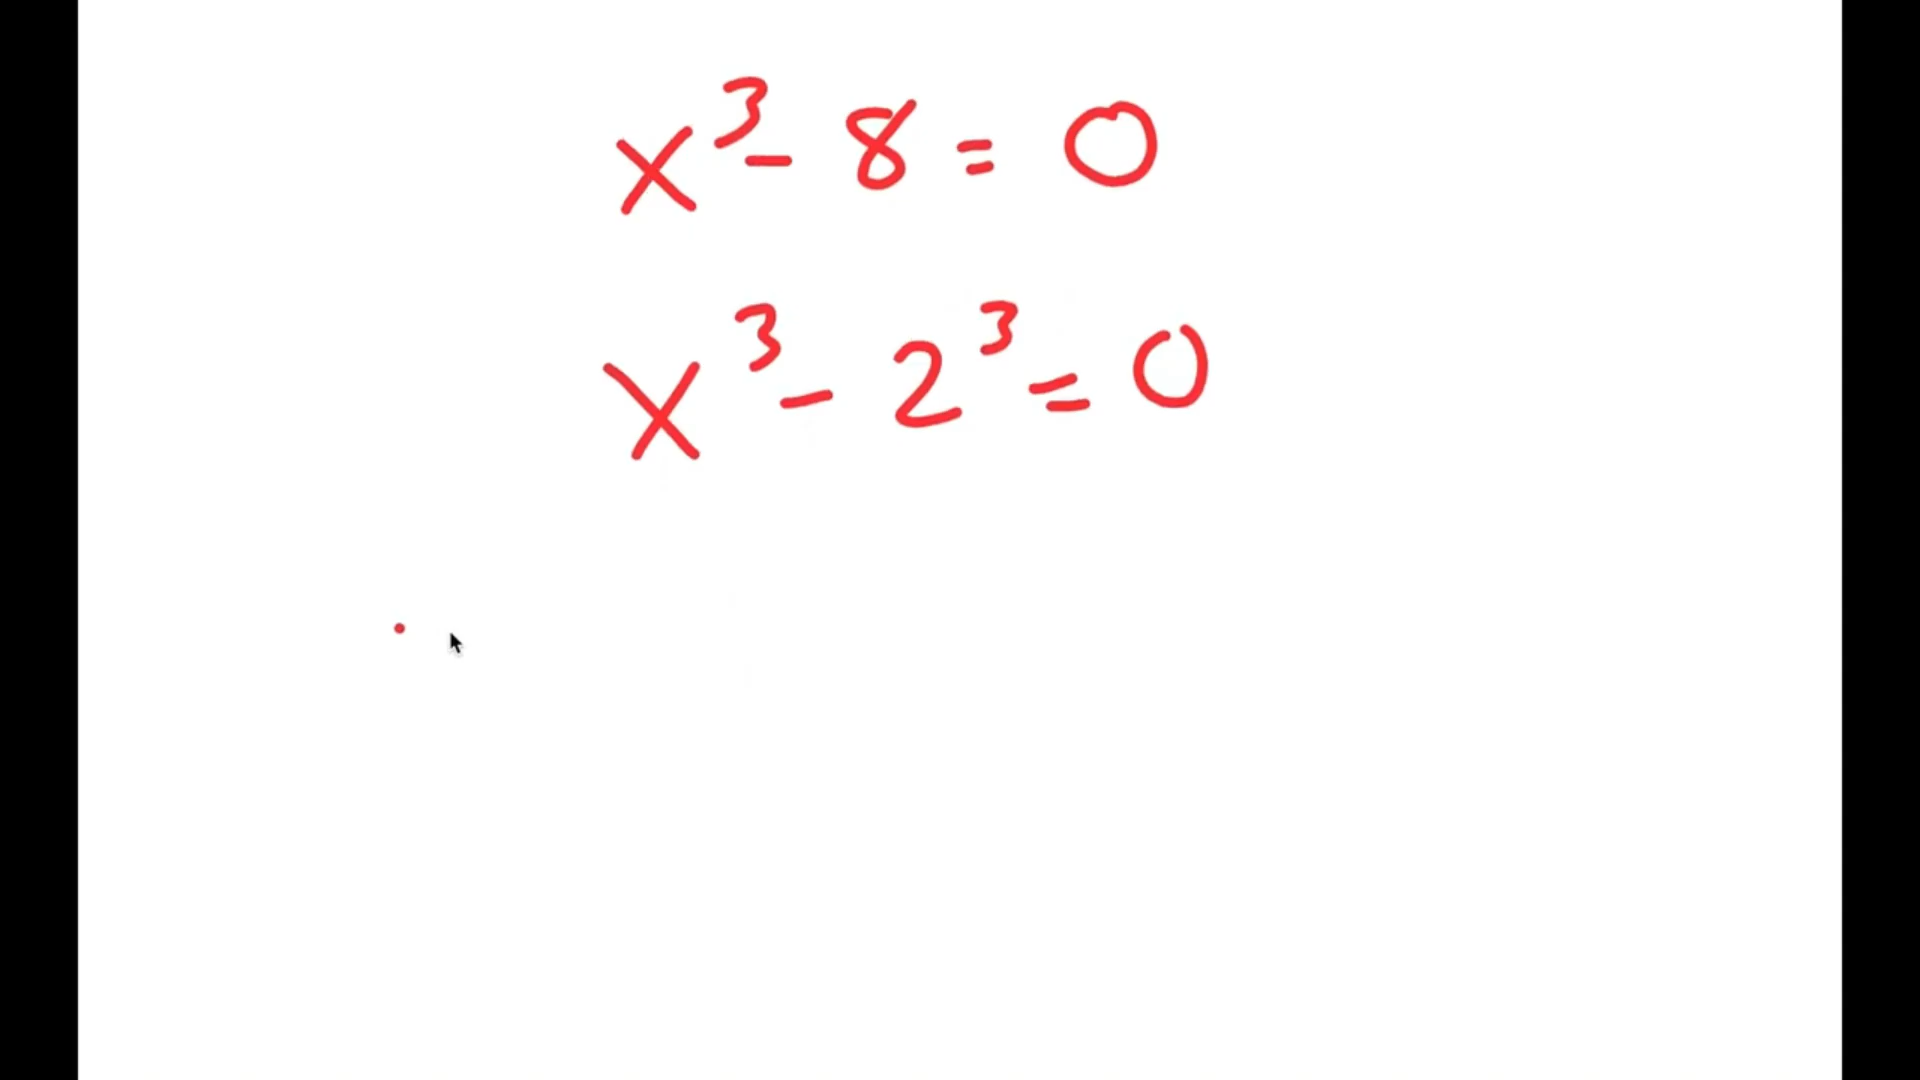 x³ - 8 = 0
x³ - 2³ = 0